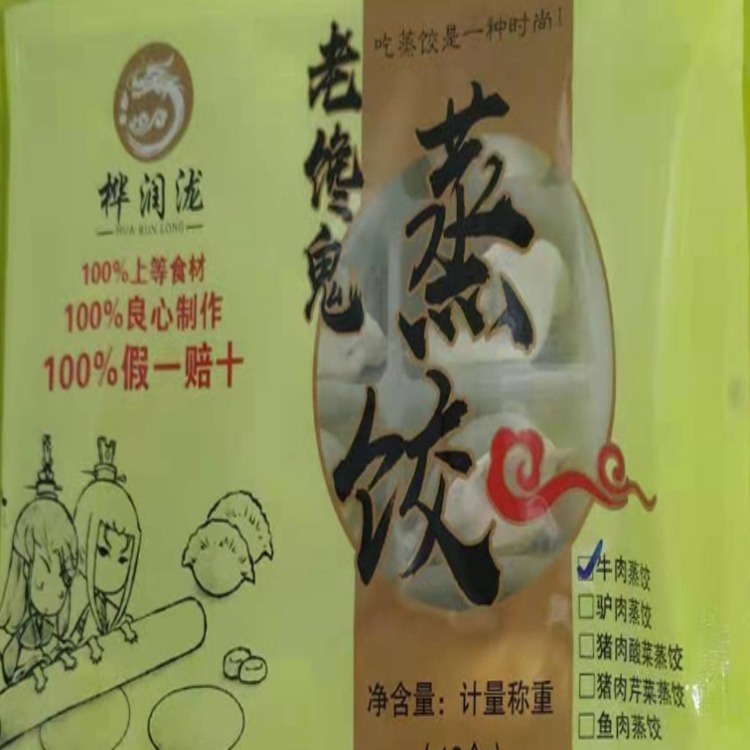 桦润泷
HUA RUN LONG
100%上等食材
100%良心制作
100%假一赔十
老馋鬼
吃蒸饺是一种时尚！
蒸饺
牛肉蒸饺
驴肉蒸饺
猪肉酸菜蒸饺
猪肉芹菜蒸饺
鱼肉蒸饺
净含量：计量称重